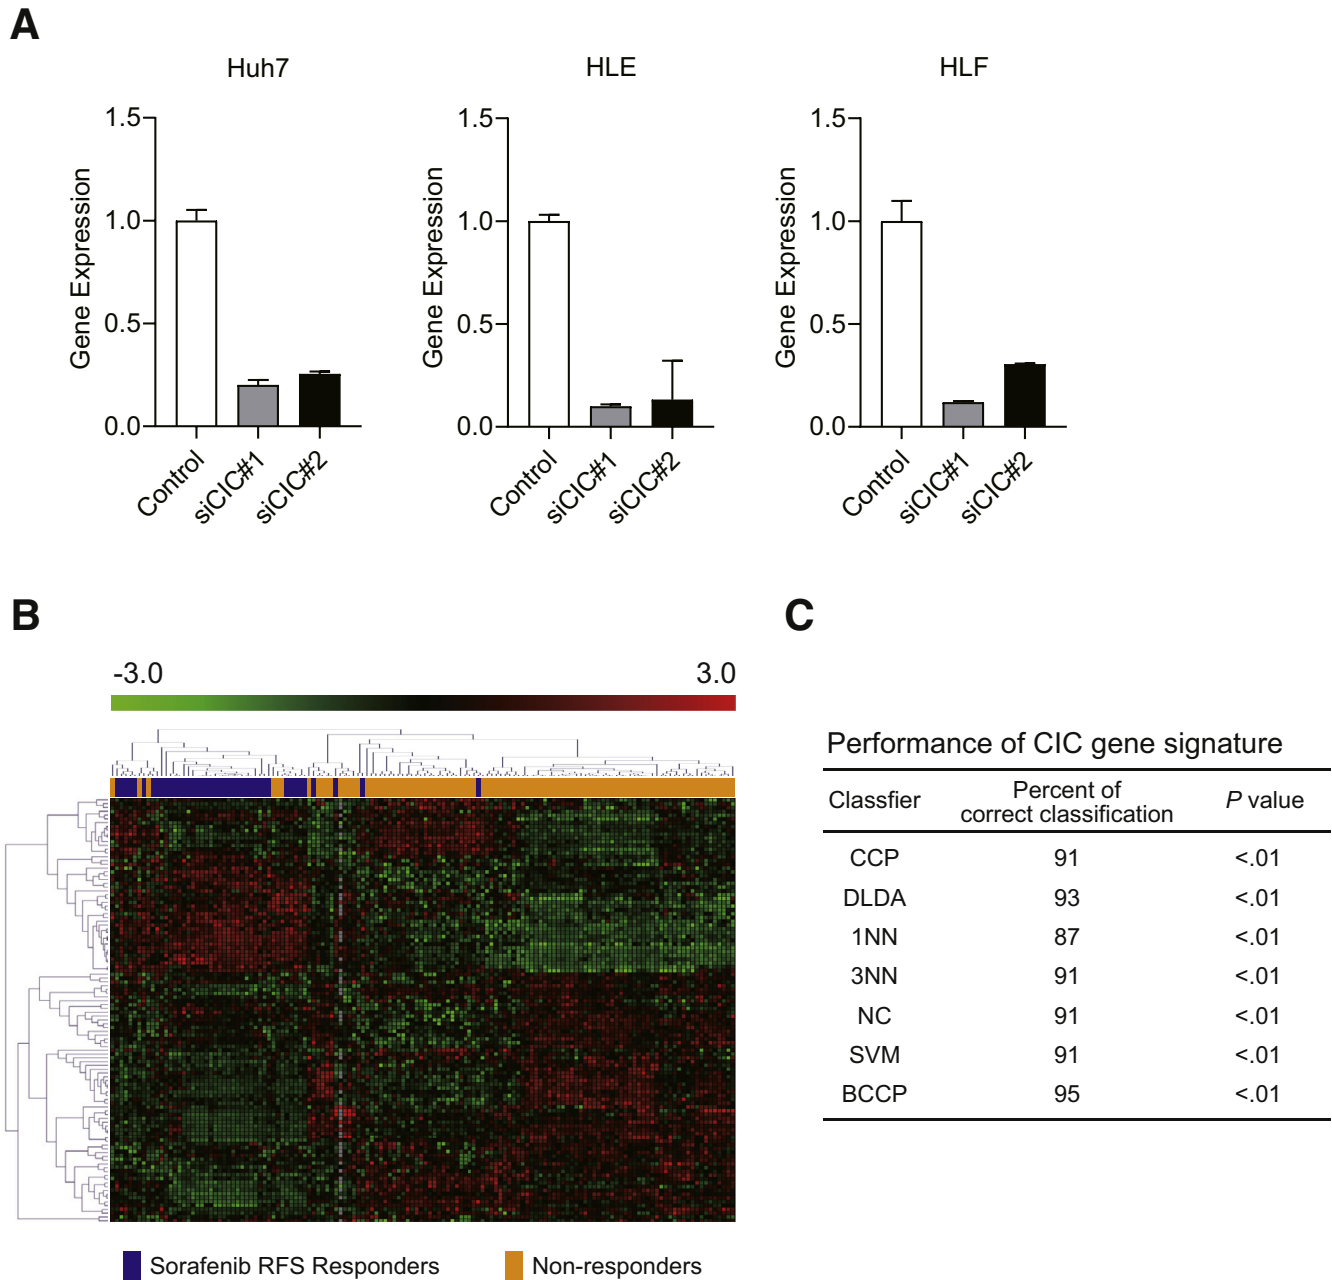 A
Huh7
HLE
HLF
Gene Expression
1.5
1.0
0.5
0.0
Control
siCIC#1
siCIC#2
Gene Expression
1.5
1.0
0.5
0.0
Control
siCIC#1
siCIC#2
Gene Expression
1.5
1.0
0.5
0.0
Control
siCIC#1
siCIC#2
B
-3.0 3.0
Sorafenib RFS Responders
Non-responders
C
Performance of CIC gene signature
Classfier Percent of correct classification P value
CCP 91 <.01
DLDA 93 <.01
1NN 87 <.01
3NN 91 <.01
NC 91 <.01
SVM 91 <.01
BCCP 95 <.01